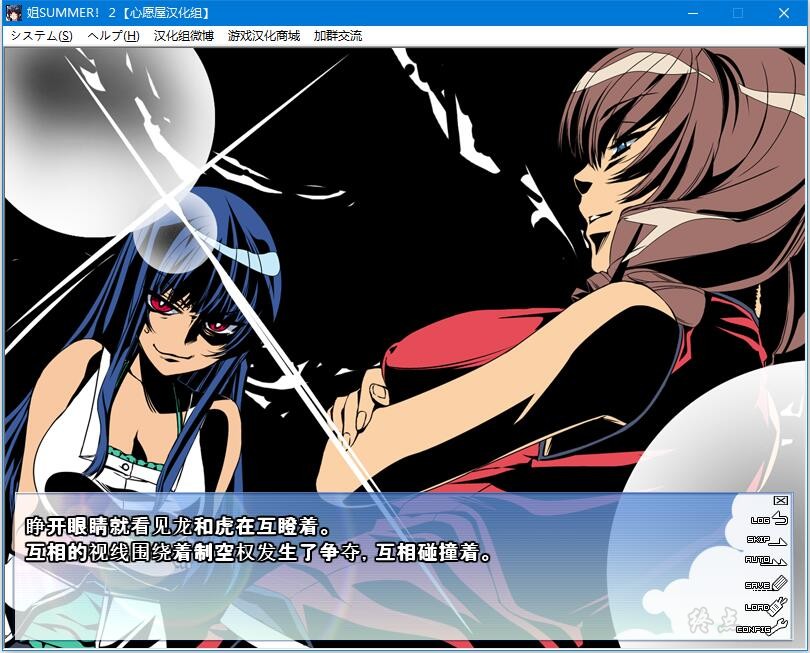 姐SUMMER! 2【心愿屋汉化组】
システム(S) ヘルプ(H) 汉化组微博 游戏汉化商城 加群交流
睁开眼睛就看见龙和虎在互瞪着。
互相的视线围绕着制空权发生了争夺，互相碰撞着。
LOG
SKIP
AUTO
SAVE
LOAD
终点
CONFIG